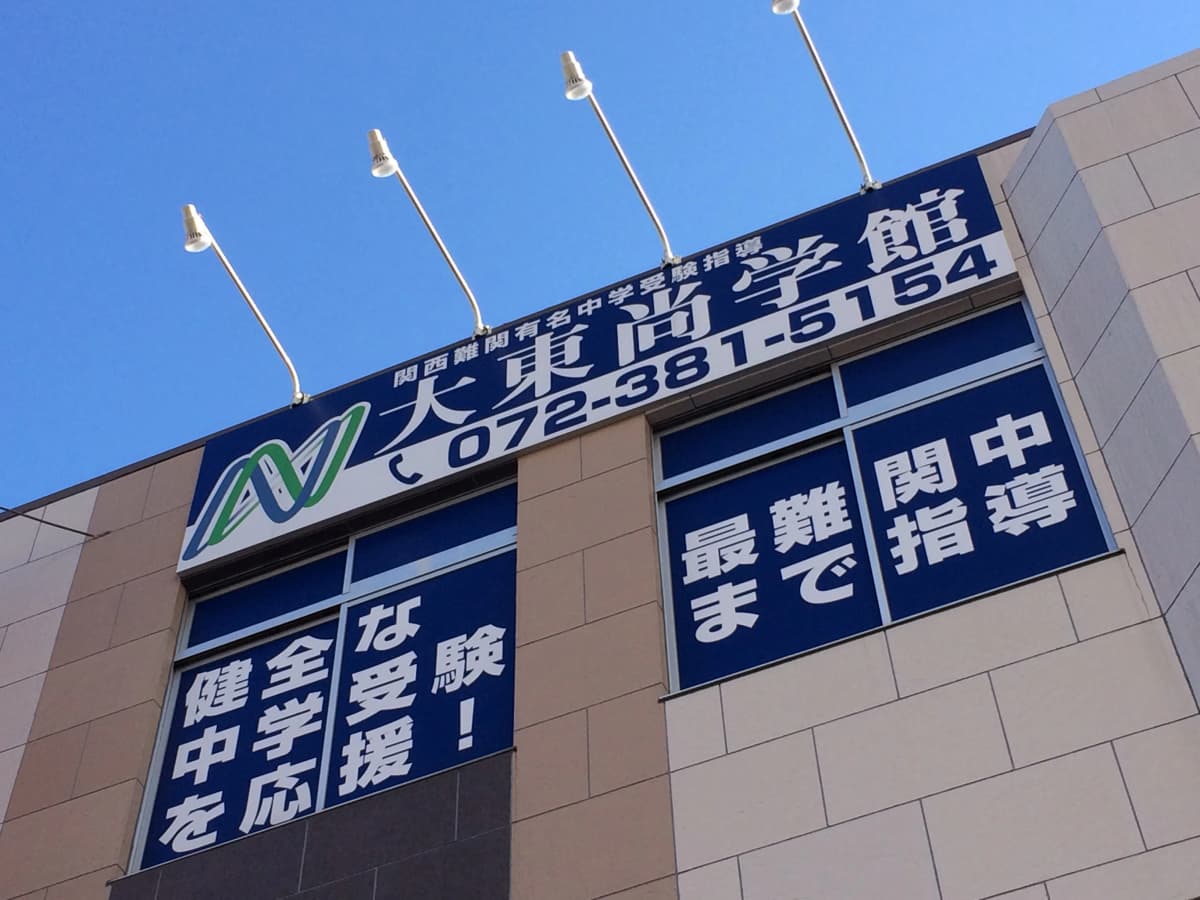 関西難関有名中学受験指導
大東尚学館
072-381-5154
健全な
中学受験
を応援！
最難関中
まで指導